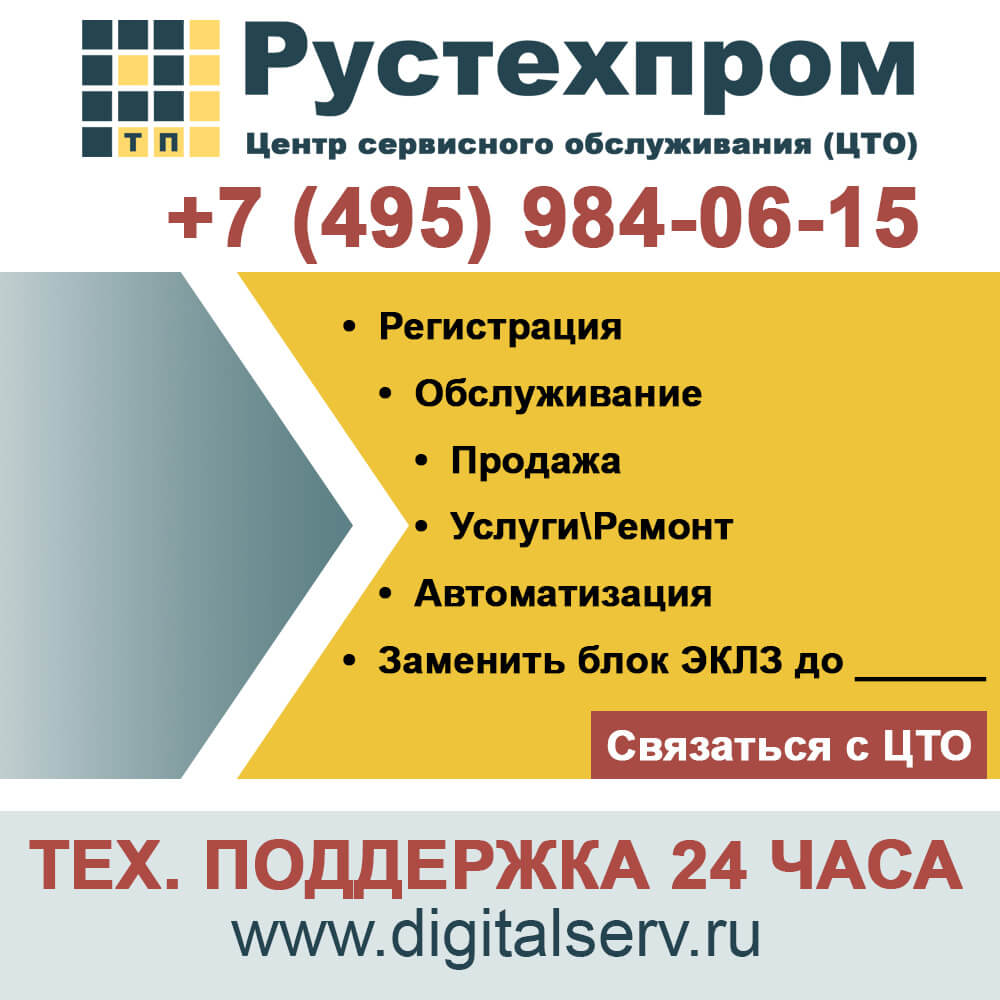 Рустехпром
ТП
Центр сервисного обслуживания (ЦТО)
+7 (495) 984-06-15
• Регистрация
• Обслуживание
• Продажа
• Услуги\Ремонт
• Автоматизация
• Заменить блок ЭКЛЗ до ______
Связаться с ЦТО
ТЕХ. ПОДДЕРЖКА 24 ЧАСА
www.digitalserv.ru